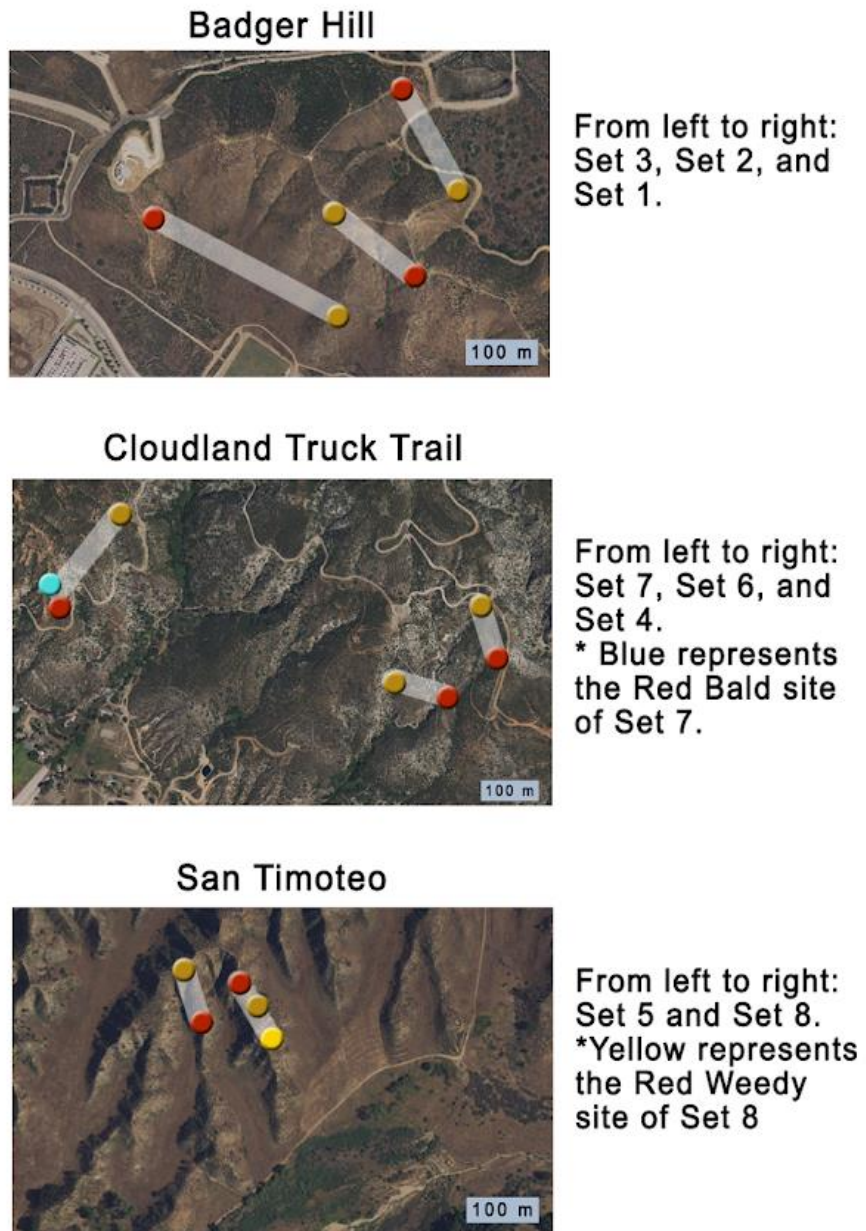 Badger Hill
From left to right:
Set 3, Set 2, and
Set 1.
100 m
Cloudland Truck Trail
From left to right:
Set 7, Set 6, and
Set 4.
* Blue represents
the Red Bald site
of Set 7.
100 m
San Timoteo
From left to right:
Set 5 and Set 8.
*Yellow represents
the Red Weedy
site of Set 8
100 m